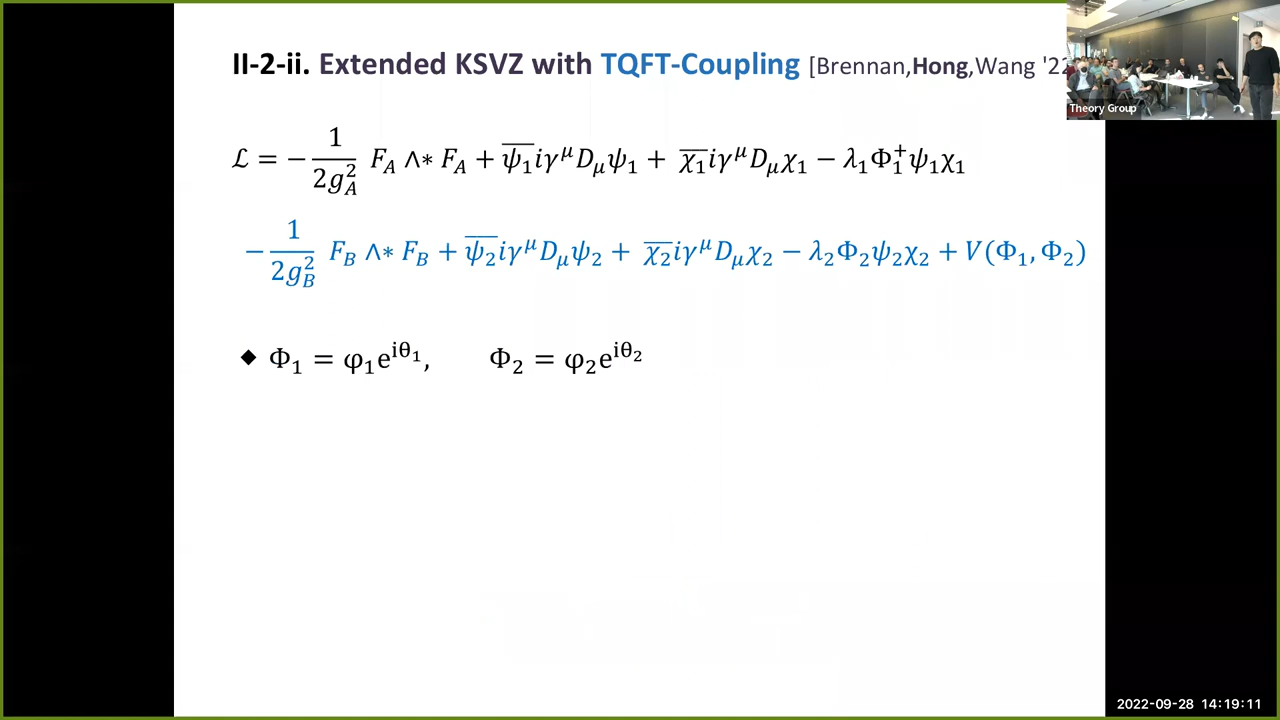 II-2-ii. Extended KSVZ with TQFT-Coupling [Brennan,Hong,Wang '22
Theory Group
ℒ = − 1/(2g_A^2) F_A ∧∗ F_A + \overline{ψ_1}iγ^μD_μψ_1 + \overline{χ_1}iγ^μD_μχ_1 − λ_1Φ_1^+ψ_1χ_1
− 1/(2g_B^2) F_B ∧∗ F_B + \overline{ψ_2}iγ^μD_μψ_2 + \overline{χ_2}iγ^μD_μχ_2 − λ_2Φ_2ψ_2χ_2 + V(Φ_1, Φ_2)
◆ Φ_1 = φ_1e^{iθ_1}, Φ_2 = φ_2e^{iθ_2}
2022-09-28 14:19:11